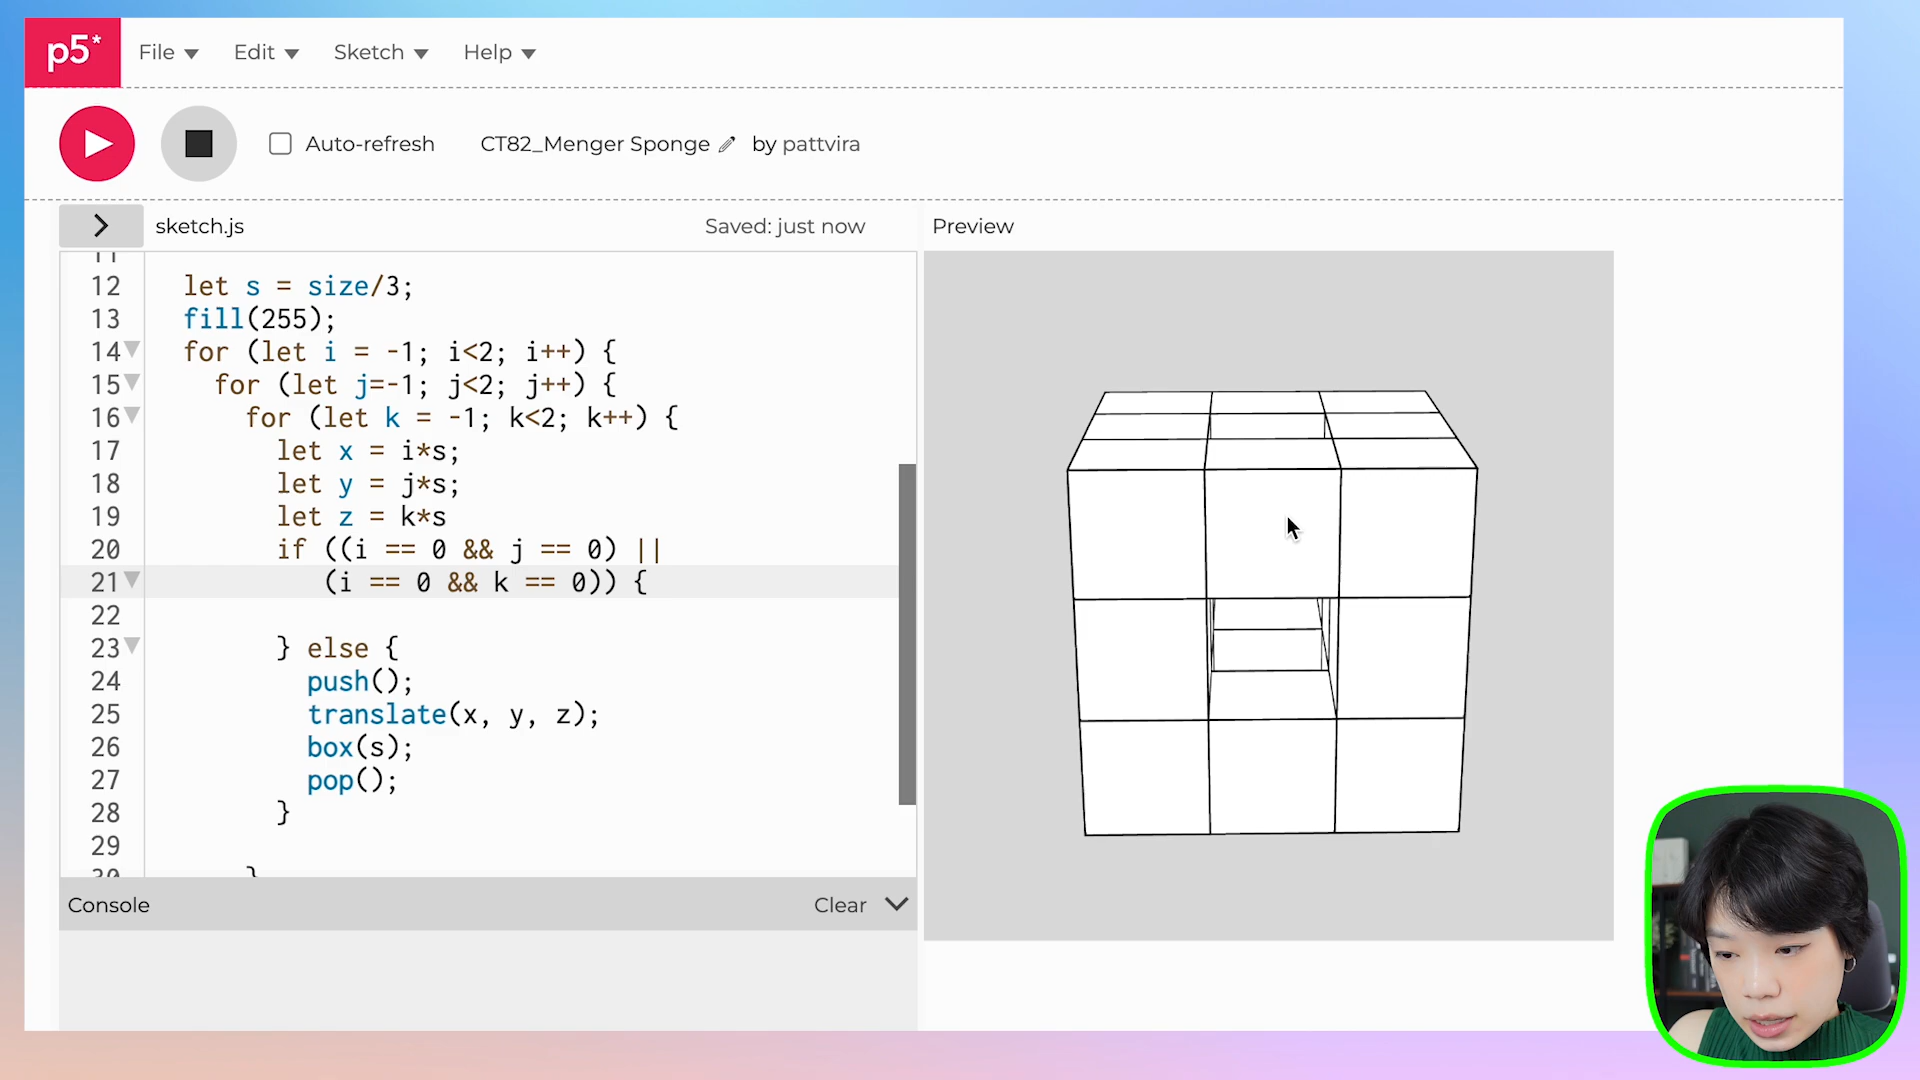 p5*
File Edit Sketch Help
Auto-refresh CT82_Menger Sponge by pattvira
> sketch.js Saved: just now Preview
11
12 let s = size/3;
13 fill(255);
14 for (let i = -1; i<2; i++) {
15 for (let j=-1; j<2; j++) {
16 for (let k = -1; k<2; k++) {
17 let x = i*s;
18 let y = j*s;
19 let z = k*s
20 if ((i == 0 && j == 0) ||
21 (i == 0 && k == 0)) {
22
23 } else {
24 push();
25 translate(x, y, z);
26 box(s);
27 pop();
28 }
29
30 }
Console Clear